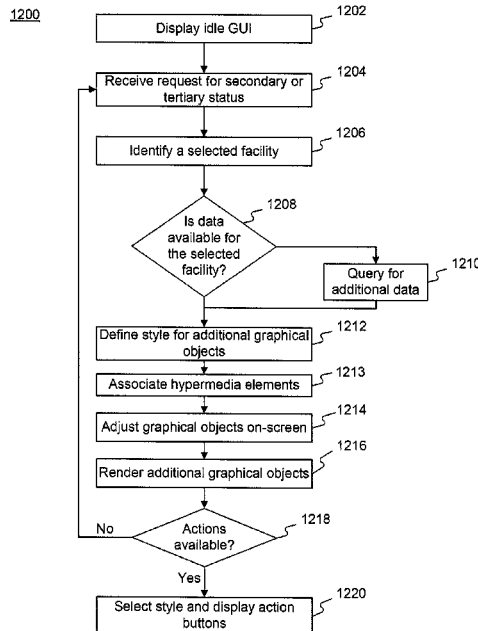 1200
1202
Display idle GUI
1204
Receive request for secondary or
tertiary status
1206
Identify a selected facility
1208
Is data
available for
the selected
facility?
1210
Query for
additional data
1212
Define style for additional graphical
objects
1213
Associate hypermedia elements
1214
Adjust graphical objects on-screen
1216
Render additional graphical objects
1218
No
Actions
available?
Yes
1220
Select style and display action
buttons